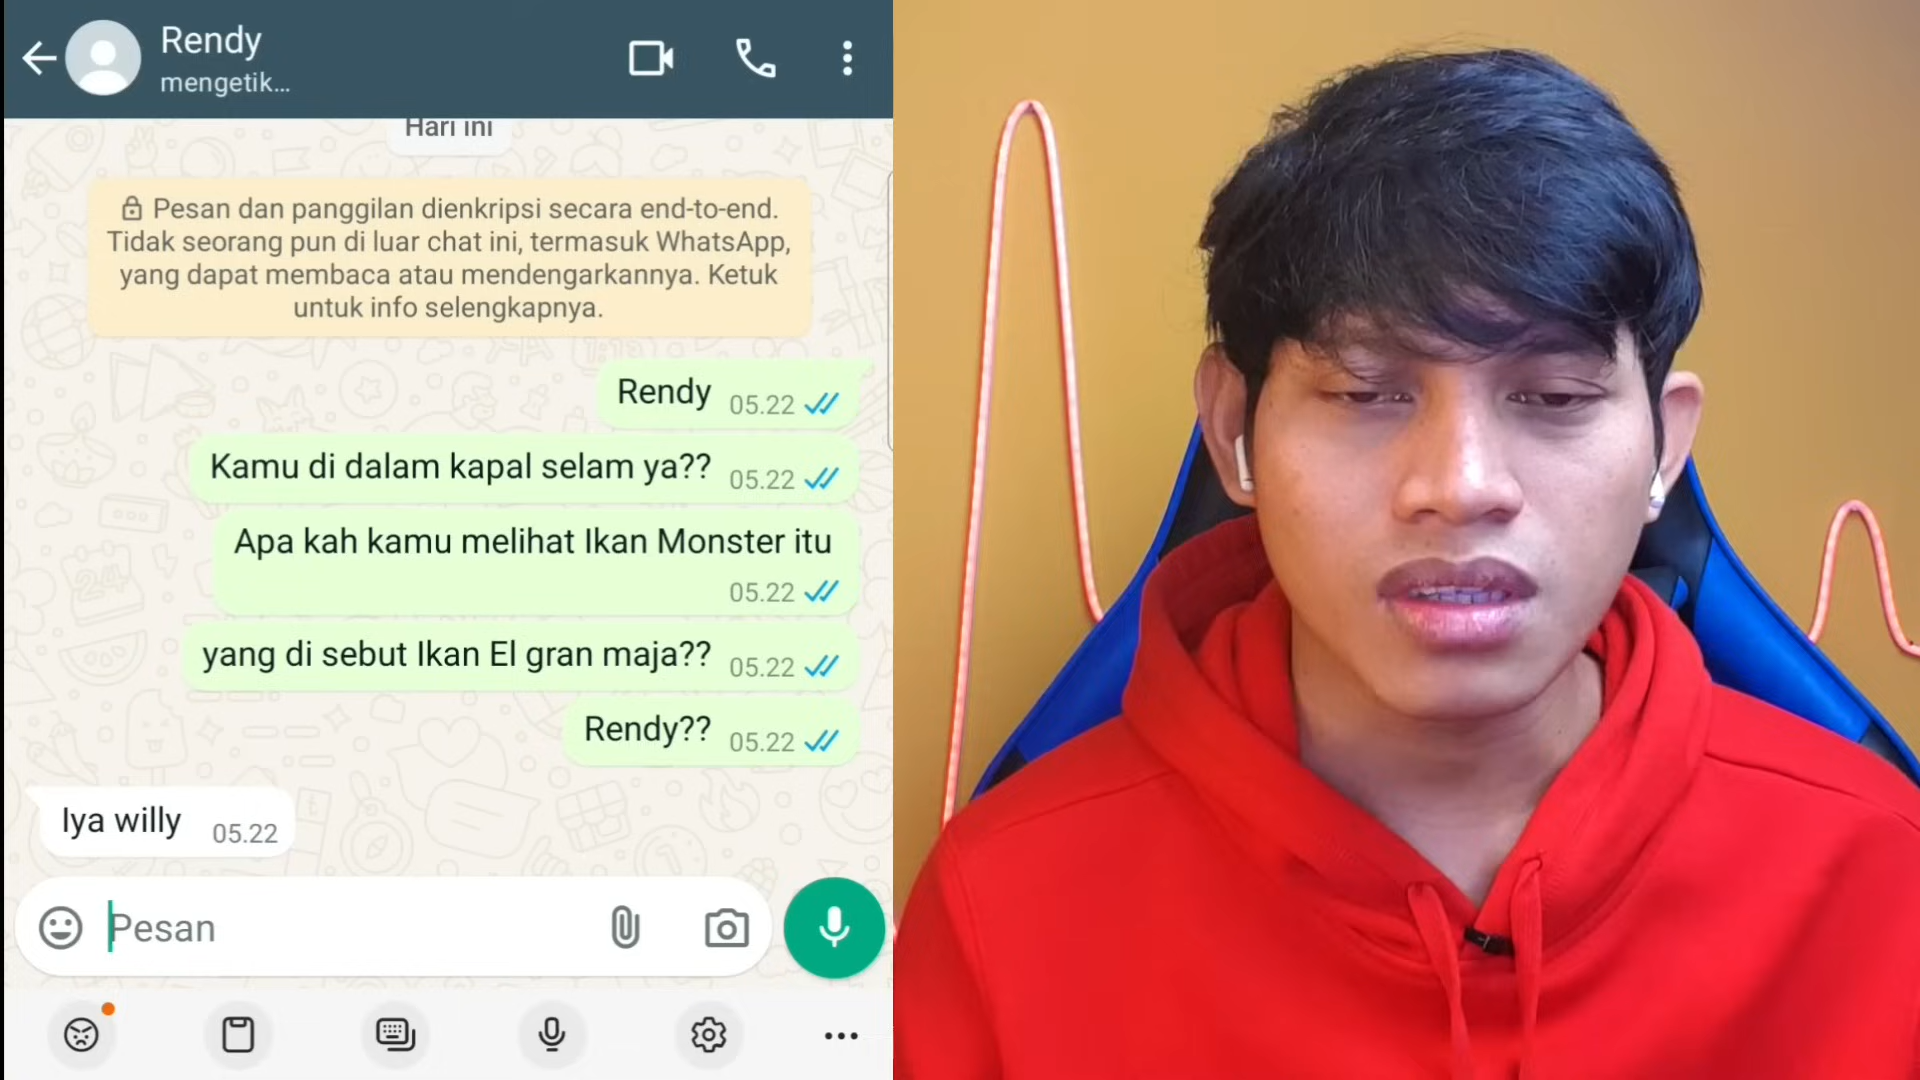 Rendy
mengetik...
Hari ini
Pesan dan panggilan dienkripsi secara end-to-end.
Tidak seorang pun di luar chat ini, termasuk WhatsApp,
yang dapat membaca atau mendengarkannya. Ketuk
untuk info selengkapnya.
Rendy 05.22
Kamu di dalam kapal selam ya?? 05.22
Apa kah kamu melihat Ikan Monster itu
05.22
yang di sebut Ikan El gran maja?? 05.22
Rendy?? 05.22
Iya willy 05.22
Pesan